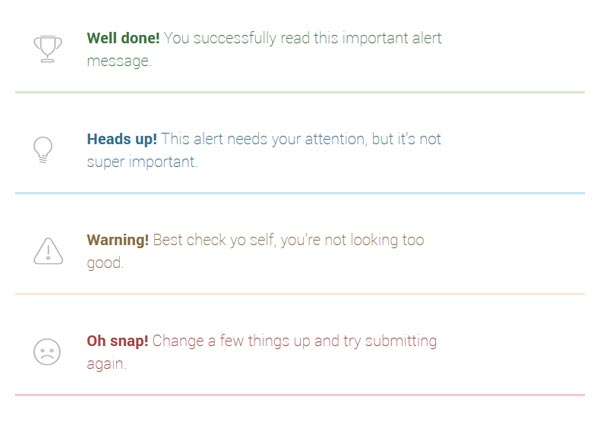 Well done! You successfully read this important alert
message.
Heads up! This alert needs your attention, but it's not
super important.
Warning! Best check yo self, you're not looking too
good.
Oh snap! Change a few things up and try submitting
again.